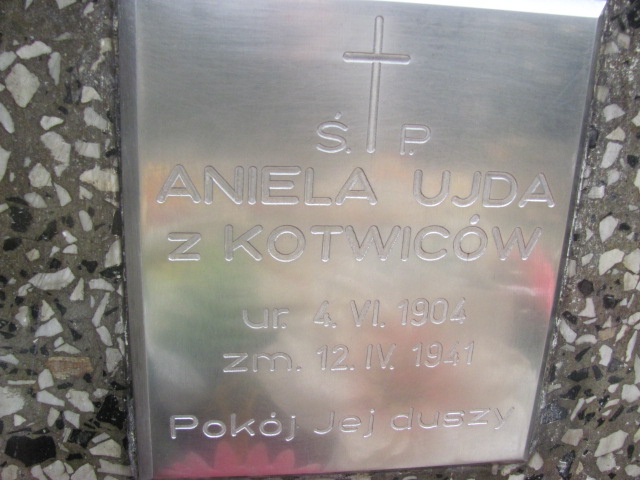 Ś. P.
ANIELA UJDA
z KOTWICÓW
ur. 4. VI. 1904
zm. 12. IV. 1941
Pokój Jej duszy